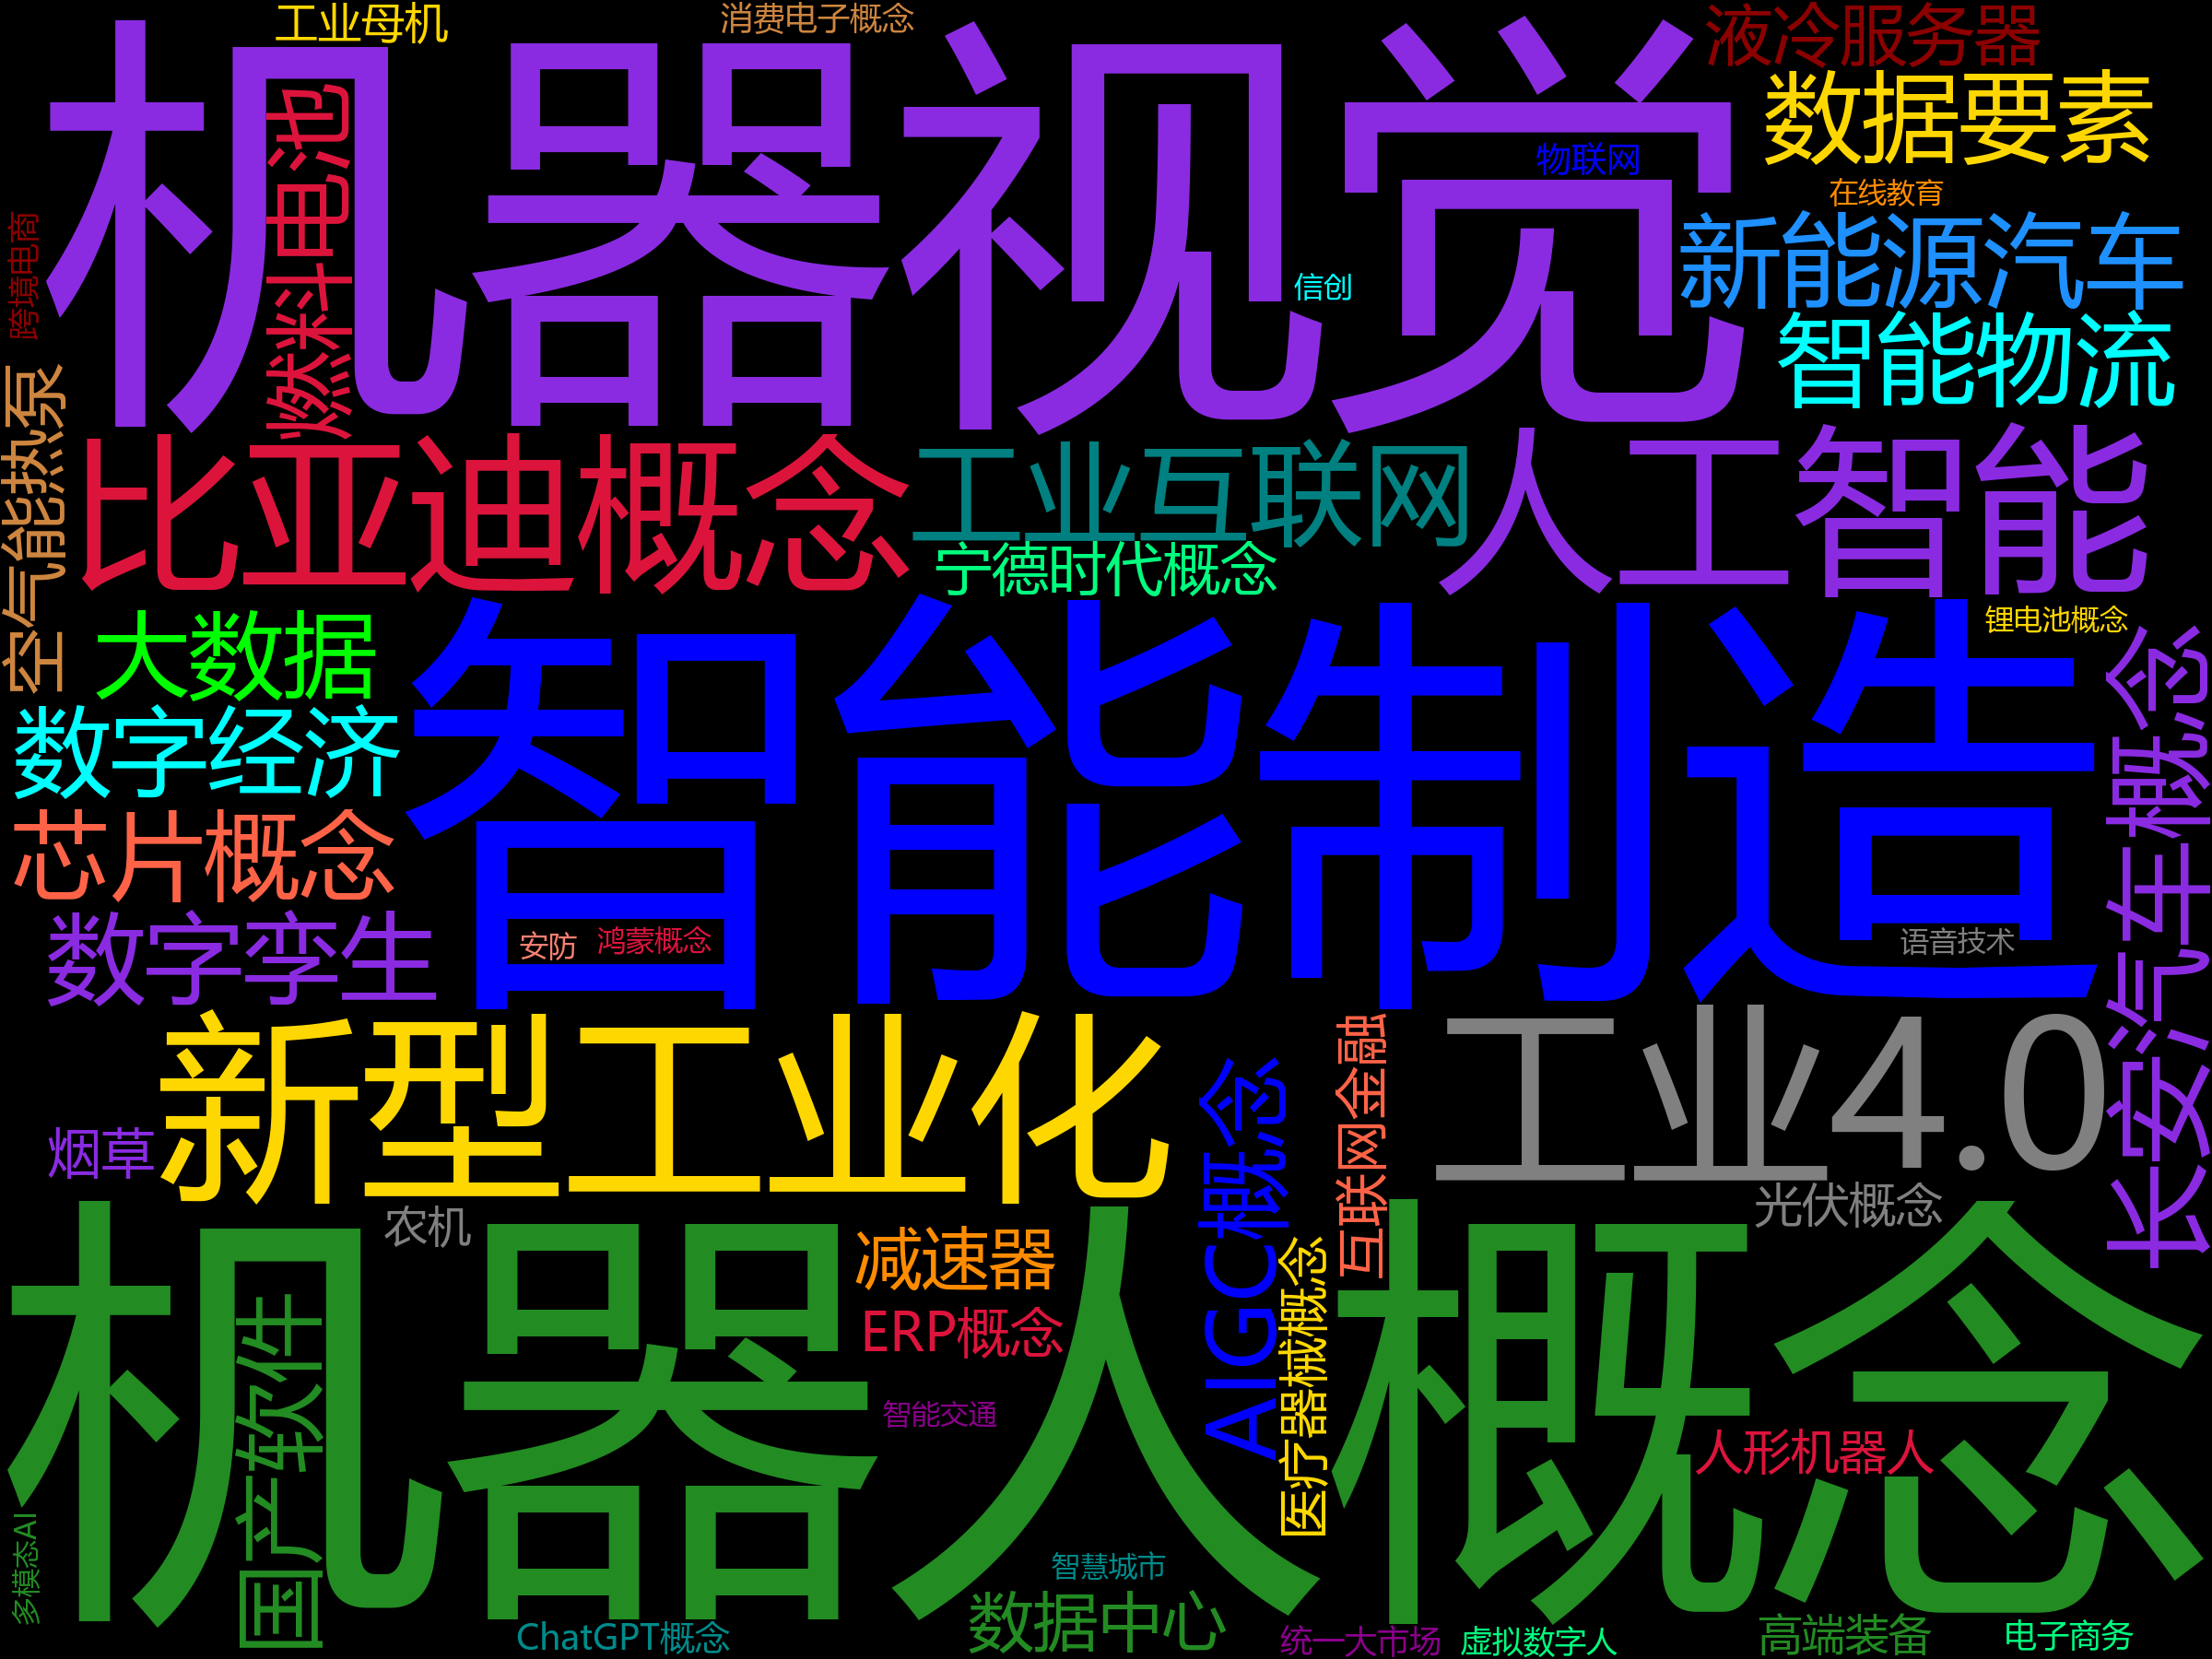 工业母机
消费电子概念
液冷服务器
机器视觉
数据要素
燃料电池
物联网
在线教育
跨境电商
新能源汽车
信创
智能物流
空气能热泵
比亚迪概念
工业互联网
人工智能
宁德时代概念
智能制造
锂电池概念
大数据
长安汽车概念
数字经济
芯片概念
数字孪生
安防
鸿蒙概念
语音技术
新型工业化
工业4.0
互联网金融
AIGC概念
烟草
光伏概念
农机
机器人概念
减速器
医疗器械概念
国产软件
ERP概念
智能交通
人形机器人
多模态AI
智慧城市
数据中心
ChatGPT概念
统一大市场
虚拟数字人
高端装备
电子商务